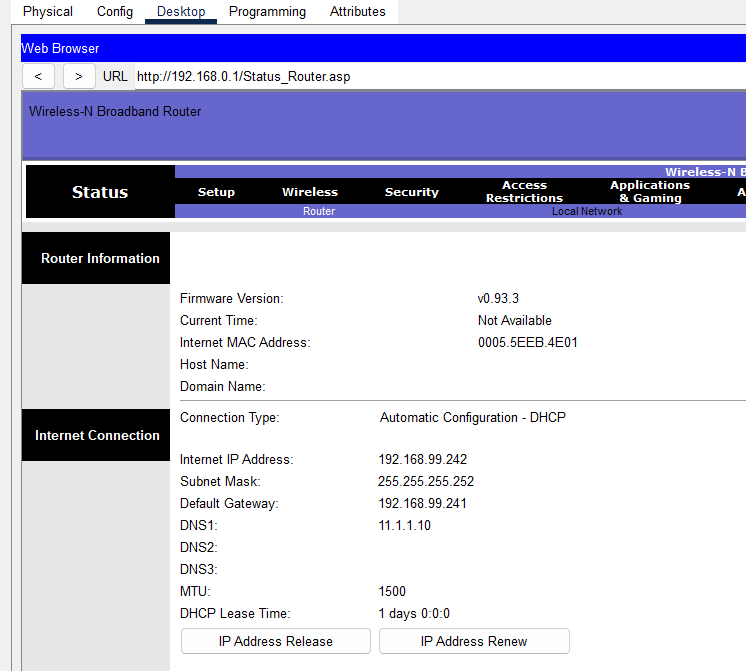 Physical Config Desktop Programming Attributes
Web Browser
< > URL http://192.168.0.1/Status_Router.asp
Wireless-N Broadband Router
Wireless-N
Status Setup Wireless Security Access Restrictions Applications & Gaming
Router Local Network
Router Information
Firmware Version: v0.93.3
Current Time: Not Available
Internet MAC Address: 0005.5EEB.4E01
Host Name:
Domain Name:
Internet Connection
Connection Type: Automatic Configuration - DHCP
Internet IP Address: 192.168.99.242
Subnet Mask: 255.255.255.252
Default Gateway: 192.168.99.241
DNS1: 11.1.1.10
DNS2:
DNS3:
MTU: 1500
DHCP Lease Time: 1 days 0:0:0
IP Address Release IP Address Renew